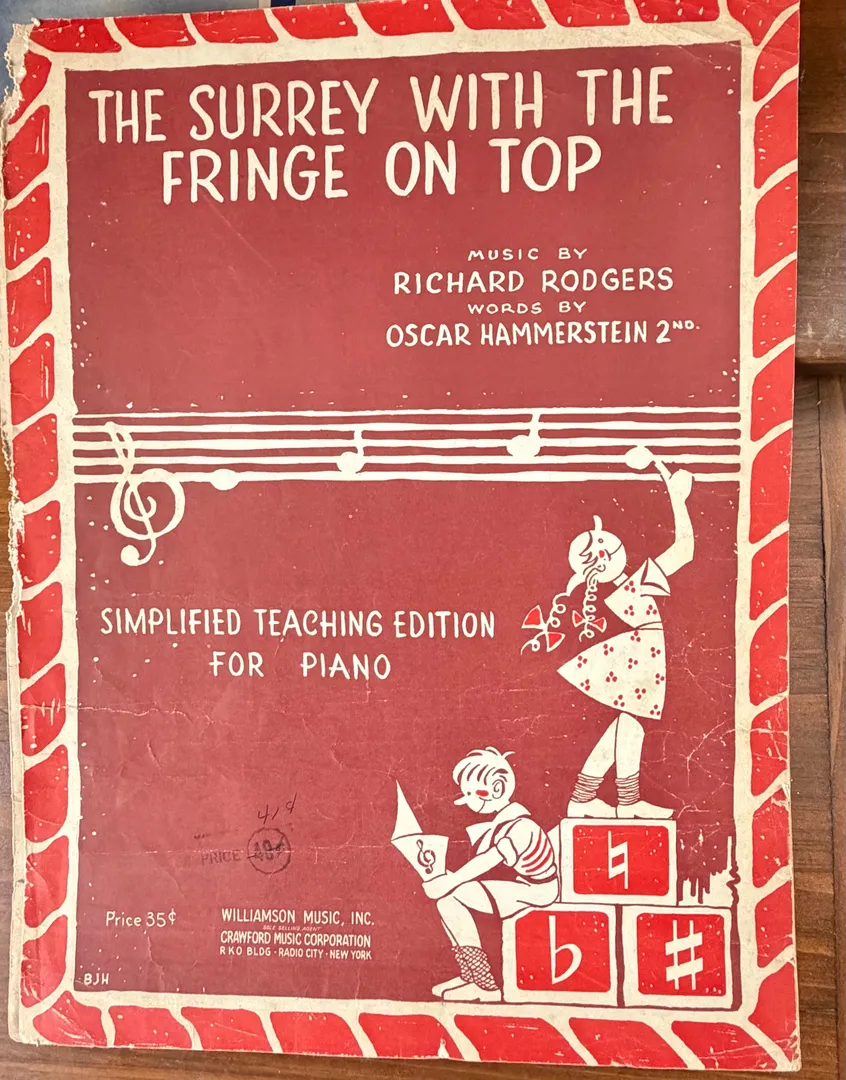 THE SURREY WITH THE
FRINGE ON TOP
MUSIC BY
RICHARD RODGERS
WORDS BY
OSCAR HAMMERSTEIN 2ND.
SIMPLIFIED TEACHING EDITION
FOR PIANO
41¢
PRICE
Price 35¢
WILLIAMSON MUSIC, INC.
SOLE SELLING AGENT
CRAWFORD MUSIC CORPORATION
RKO BLDG · RADIO CITY · NEW YORK
BJH